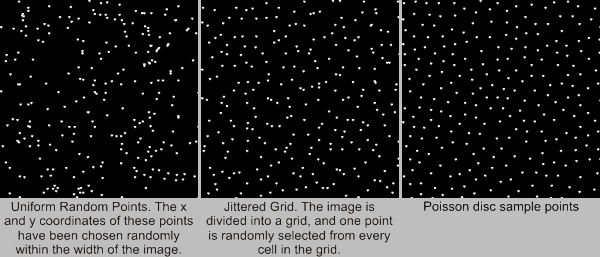 Uniform Random Points. The x
and y coordinates of these points
have been chosen randomly
within the width of the image.
Jittered Grid. The image is
divided into a grid, and one point
is randomly selected from every
cell in the grid.
Poisson disc sample points